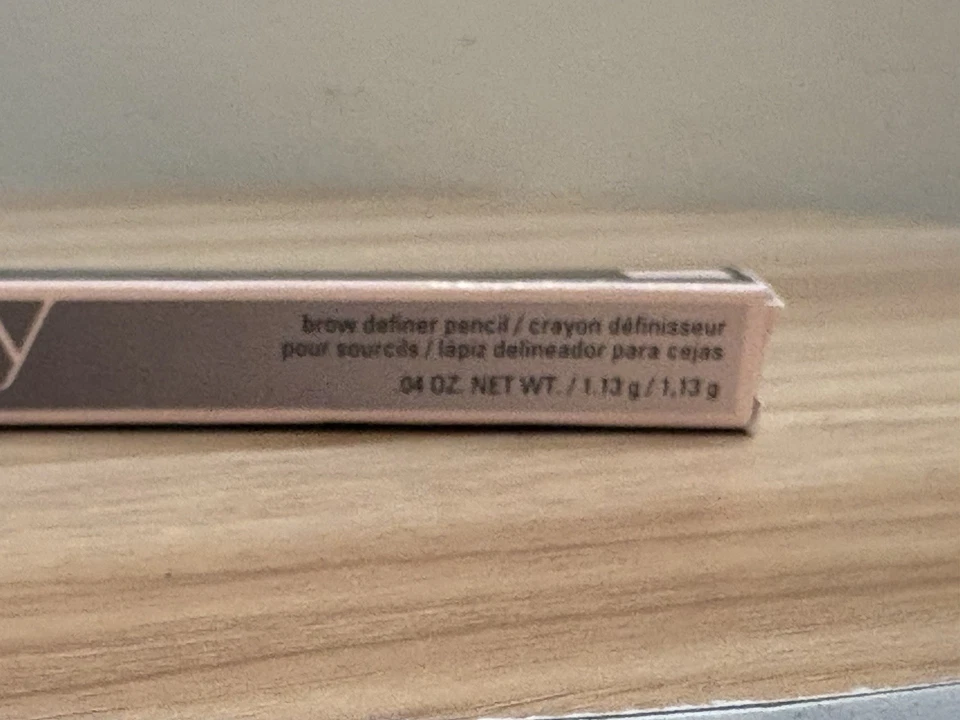 y
brow definer pencil / crayon définisseur
pour sourcils / lápiz delineador para cejas
.04 OZ. NET WT. / 1.13 g / 1,13 g